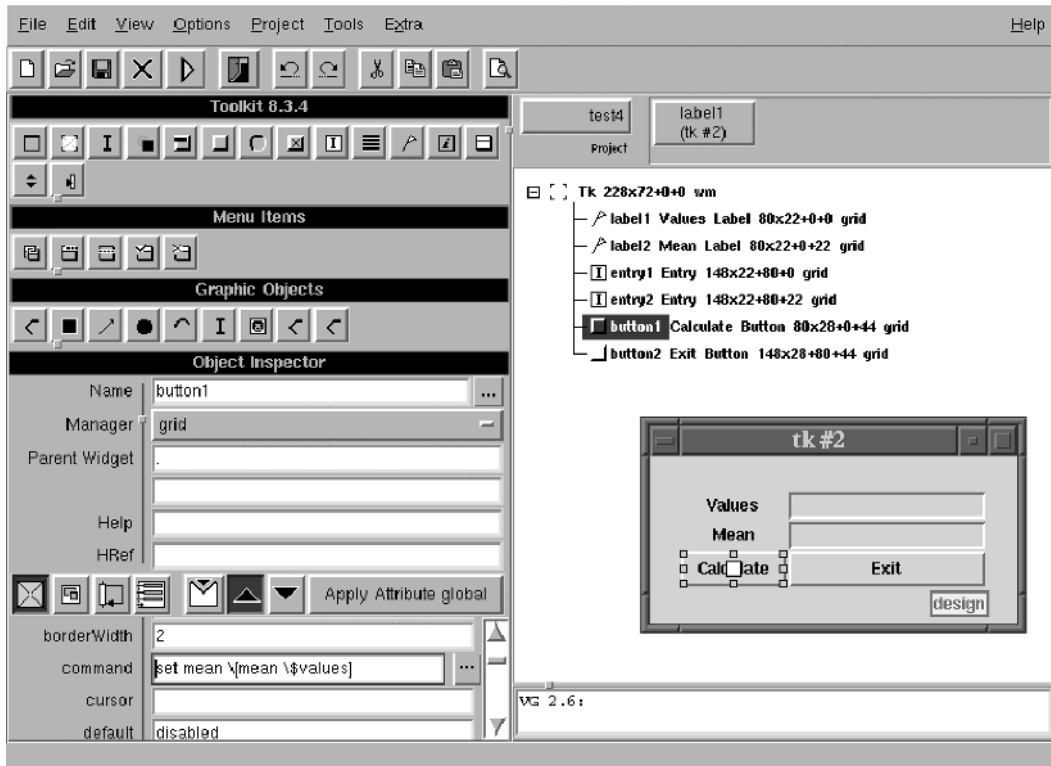 File Edit View Options Project Tools Extra Help
Toolkit 8.3.4
Menu Items
Graphic Objects
Object Inspector
Name button1 ...
Manager grid
Parent Widget .
Help
HRef
Apply Attribute global
borderWidth 2
command set mean \[mean \$values] ...
cursor
default disabled
test4
Project
label1
(tk #2)
Tk 228x72+0+0 wm
label1 Values Label 80x22+0+0 grid
label2 Mean Label 80x22+0+22 grid
entry1 Entry 148x22+80+0 grid
entry2 Entry 148x22+80+22 grid
button1 Calculate Button 80x28+0+44 grid
button2 Exit Button 148x28+80+44 grid
tk #2
Values
Mean
Calculate Exit
design
VG 2.6: